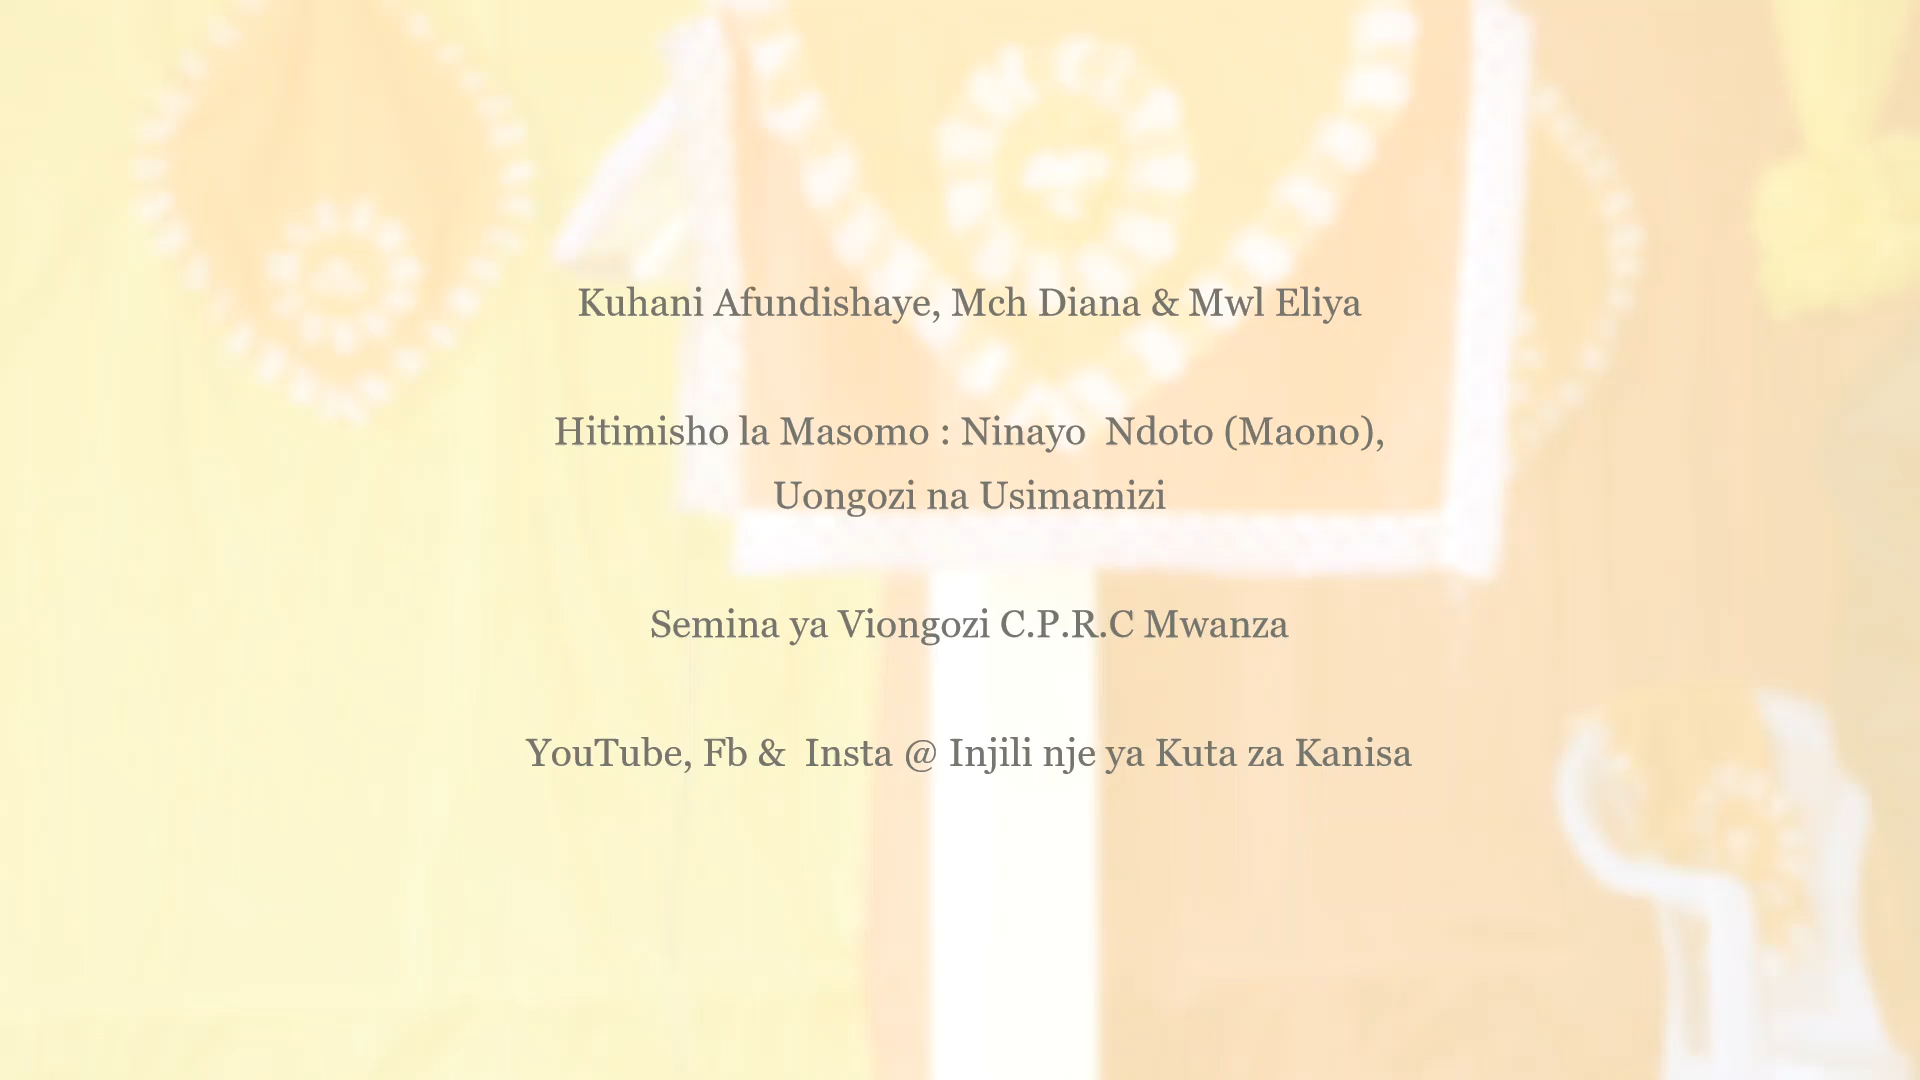 Kuhani Afundishaye, Mch Diana & Mwl Eliya
Hitimisho la Masomo : Ninayo  Ndoto (Maono),
Uongozi na Usimamizi
Semina ya Viongozi C.P.R.C Mwanza
YouTube, Fb &  Insta @ Injili nje ya Kuta za Kanisa